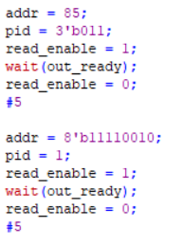 addr = 85;
pid = 3'b011;
read_enable = 1;
wait(out_ready);
read_enable = 0;
#5
addr = 8'b11110010;
pid = 1;
read_enable = 1;
wait(out_ready);
read_enable = 0;
#5